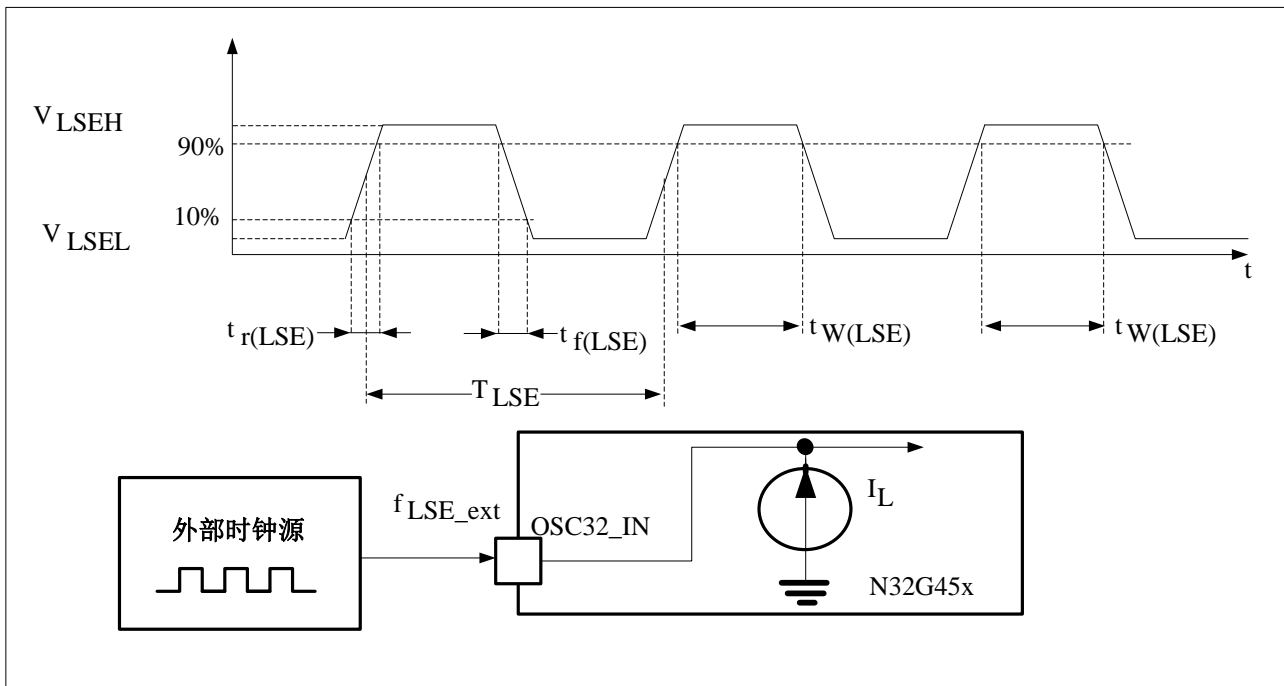 V LSEH
90%
10%
V LSEL
t
t r(LSE)
t f(LSE)
t W(LSE)
t W(LSE)
T LSE
外部时钟源
f LSE_ext
OSC32_IN
I L
N32G45x